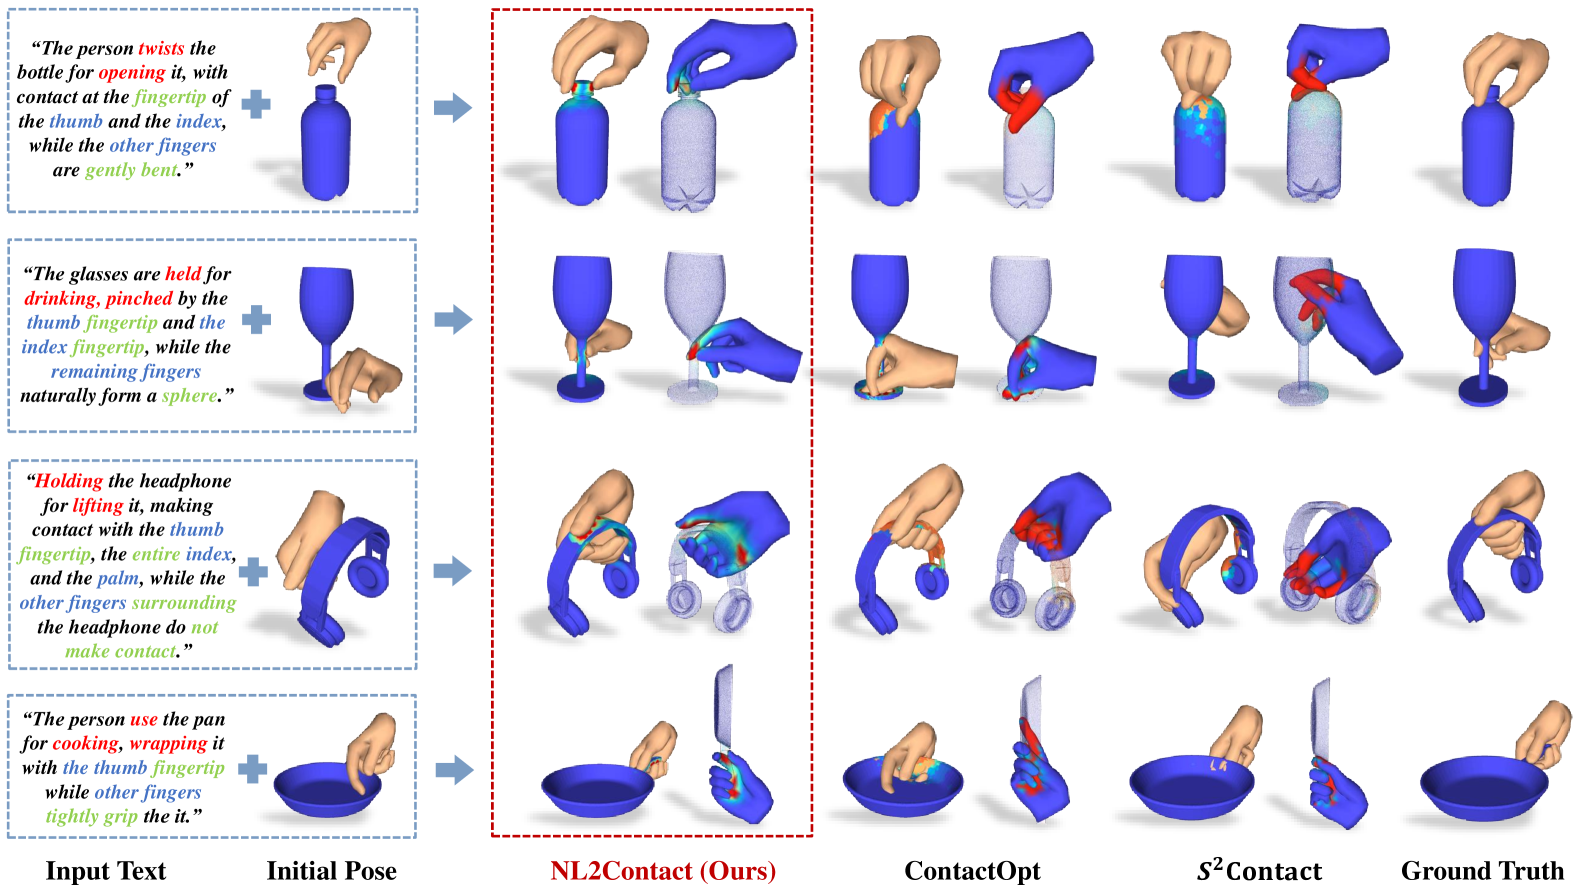 “The person twists the
bottle for opening it, with
contact at the fingertip of
the thumb and the index,
while the other fingers
are gently bent.”
“The glasses are held for
drinking, pinched by the
thumb fingertip and the
index fingertip, while the
remaining fingers
naturally form a sphere.”
“Holding the headphone
for lifting it, making
contact with the thumb
fingertip, the entire index,
and the palm, while the
other fingers surrounding
the headphone do not
make contact.”
“The person use the pan
for cooking, wrapping it
with the thumb fingertip
while other fingers
tightly grip the it.”
Input Text
Initial Pose
NL2Contact (Ours)
ContactOpt
S²Contact
Ground Truth